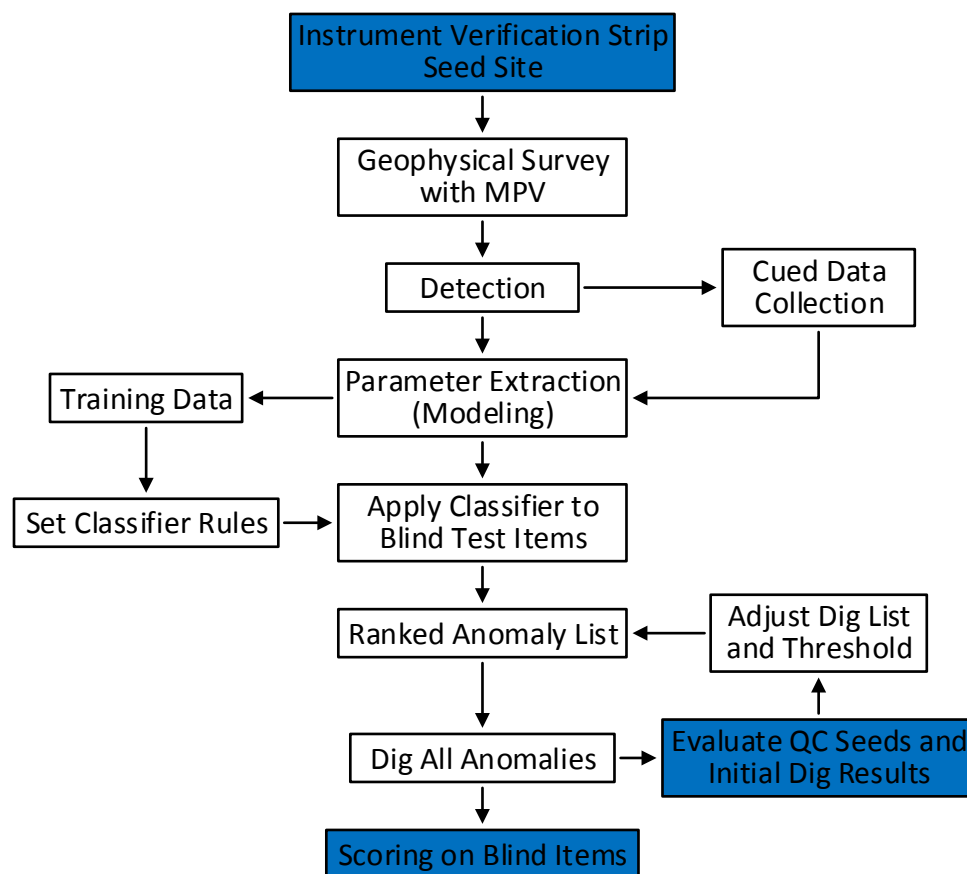 Instrument Verification Strip
Seed Site
Geophysical Survey
with MPV
Detection
Cued Data
Collection
Parameter Extraction
(Modeling)
Training Data
Set Classifier Rules
Apply Classifier to
Blind Test Items
Ranked Anomaly List
Adjust Dig List
and Threshold
Dig All Anomalies
Evaluate QC Seeds and
Initial Dig Results
Scoring on Blind Items